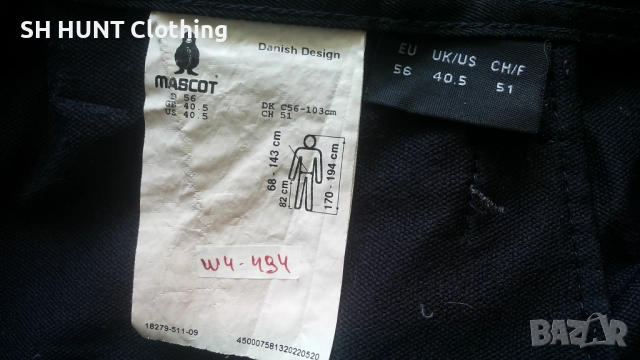 SH HUNT Clothing
MASCOT
Danish Design
D 56
GB 40.5
US 40.5
DK C56-103cm
CH 51
68 - 143 cm
82 cm
170 - 194 cm
W4-494
18279-511-09
450007581320220520
EU UK/US CH/F
56 40.5 51
BAZAR